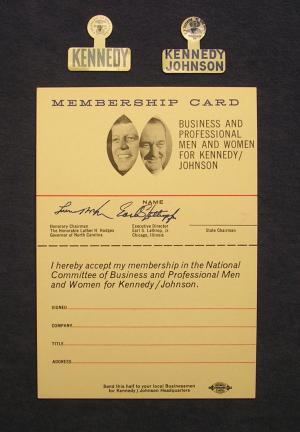 KENNEDY
KENNEDY
JOHNSON
MEMBERSHIP CARD
BUSINESS AND
PROFESSIONAL
MEN AND WOMEN
FOR KENNEDY/
JOHNSON
NAME
Honorary Chairman
The Honorable Luther H. Hodges
Governor of North Carolina
Executive Director
Earl S. Lathrop, Jr.
Chicago, Illinois
State Chairman
I hereby accept my membership in the National
Committee of Business and Professional Men
and Women for Kennedy/Johnson.
SIGNED
COMPANY
TITLE
ADDRESS
Send this half to your local Businessmen
for Kennedy/Johnson Headquarters